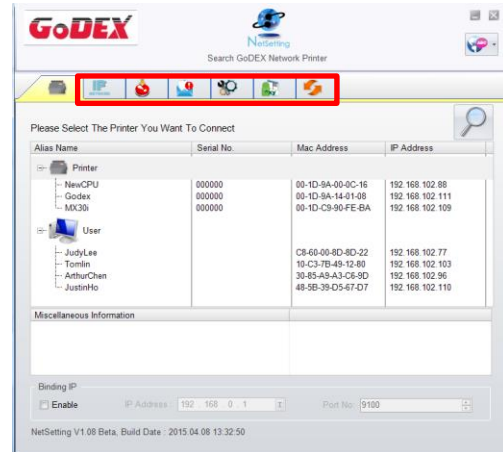 GoDEX
NetSetting
Search GoDEX Network Printer
Please Select The Printer You Want To Connect
Alias Name Serial No. Mac Address IP Address
Printer
NewCPU 000000 00-1D-9A-00-0C-16 192.168.102.88
Godex 000000 00-1D-9A-14-01-08 192.168.102.111
MX30i 000000 00-1D-C9-90-FE-BA 192.168.102.109
User
JudyLee C8-60-00-8D-8D-22 192.168.102.77
Tomlin 10-C3-7B-49-12-80 192.168.102.103
ArthurChen 30-85-A9-A3-C6-9D 192.168.102.96
JustinHo 48-5B-39-D5-67-D7 192.168.102.110
Miscellaneous Information
Binding IP
Enable IP Address : 192 . 168 . 0 . 1 Port No: 9100
NetSetting V1.08 Beta, Build Date : 2015.04.08 13:32:50